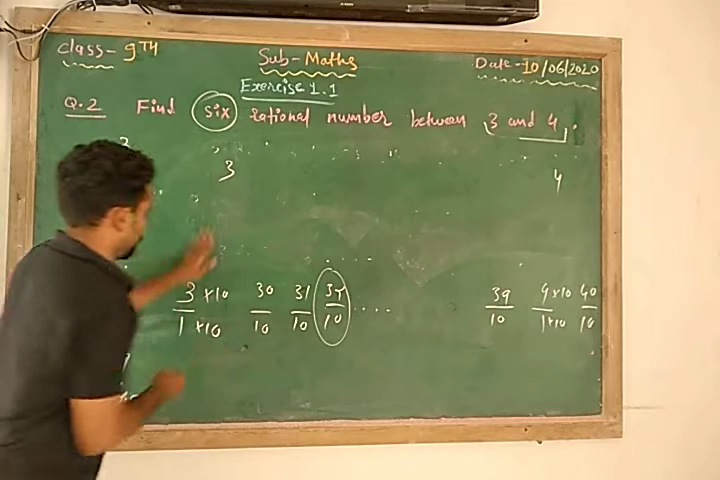 Class- 9TH Sub- Maths Date- 10/06/2020
Exercise 1.1
Q.2 Find six rational number between 3 and 4.
3 4
3/1 ×10/×10 30/10 31/10 35/10 .... 39/10 4×10/1×10 40/10